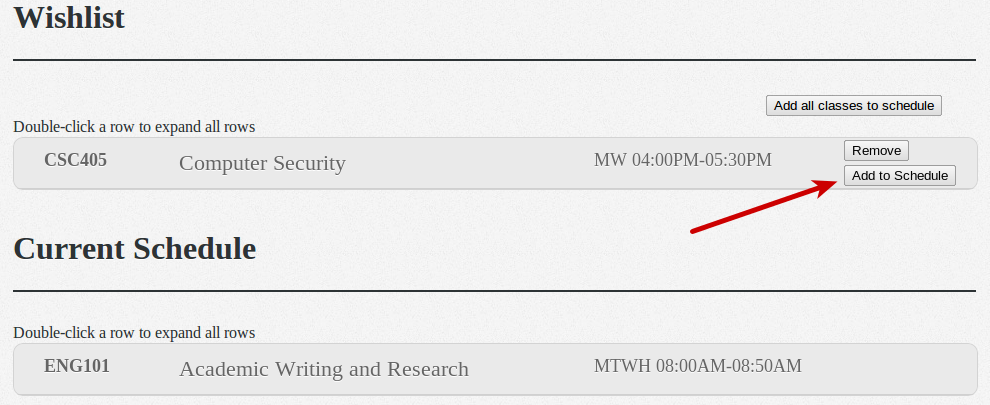 Wishlist
Add all classes to schedule
Double-click a row to expand all rows
CSC405 Computer Security MW 04:00PM-05:30PM Remove
Add to Schedule
Current Schedule
Double-click a row to expand all rows
ENG101 Academic Writing and Research MTWH 08:00AM-08:50AM